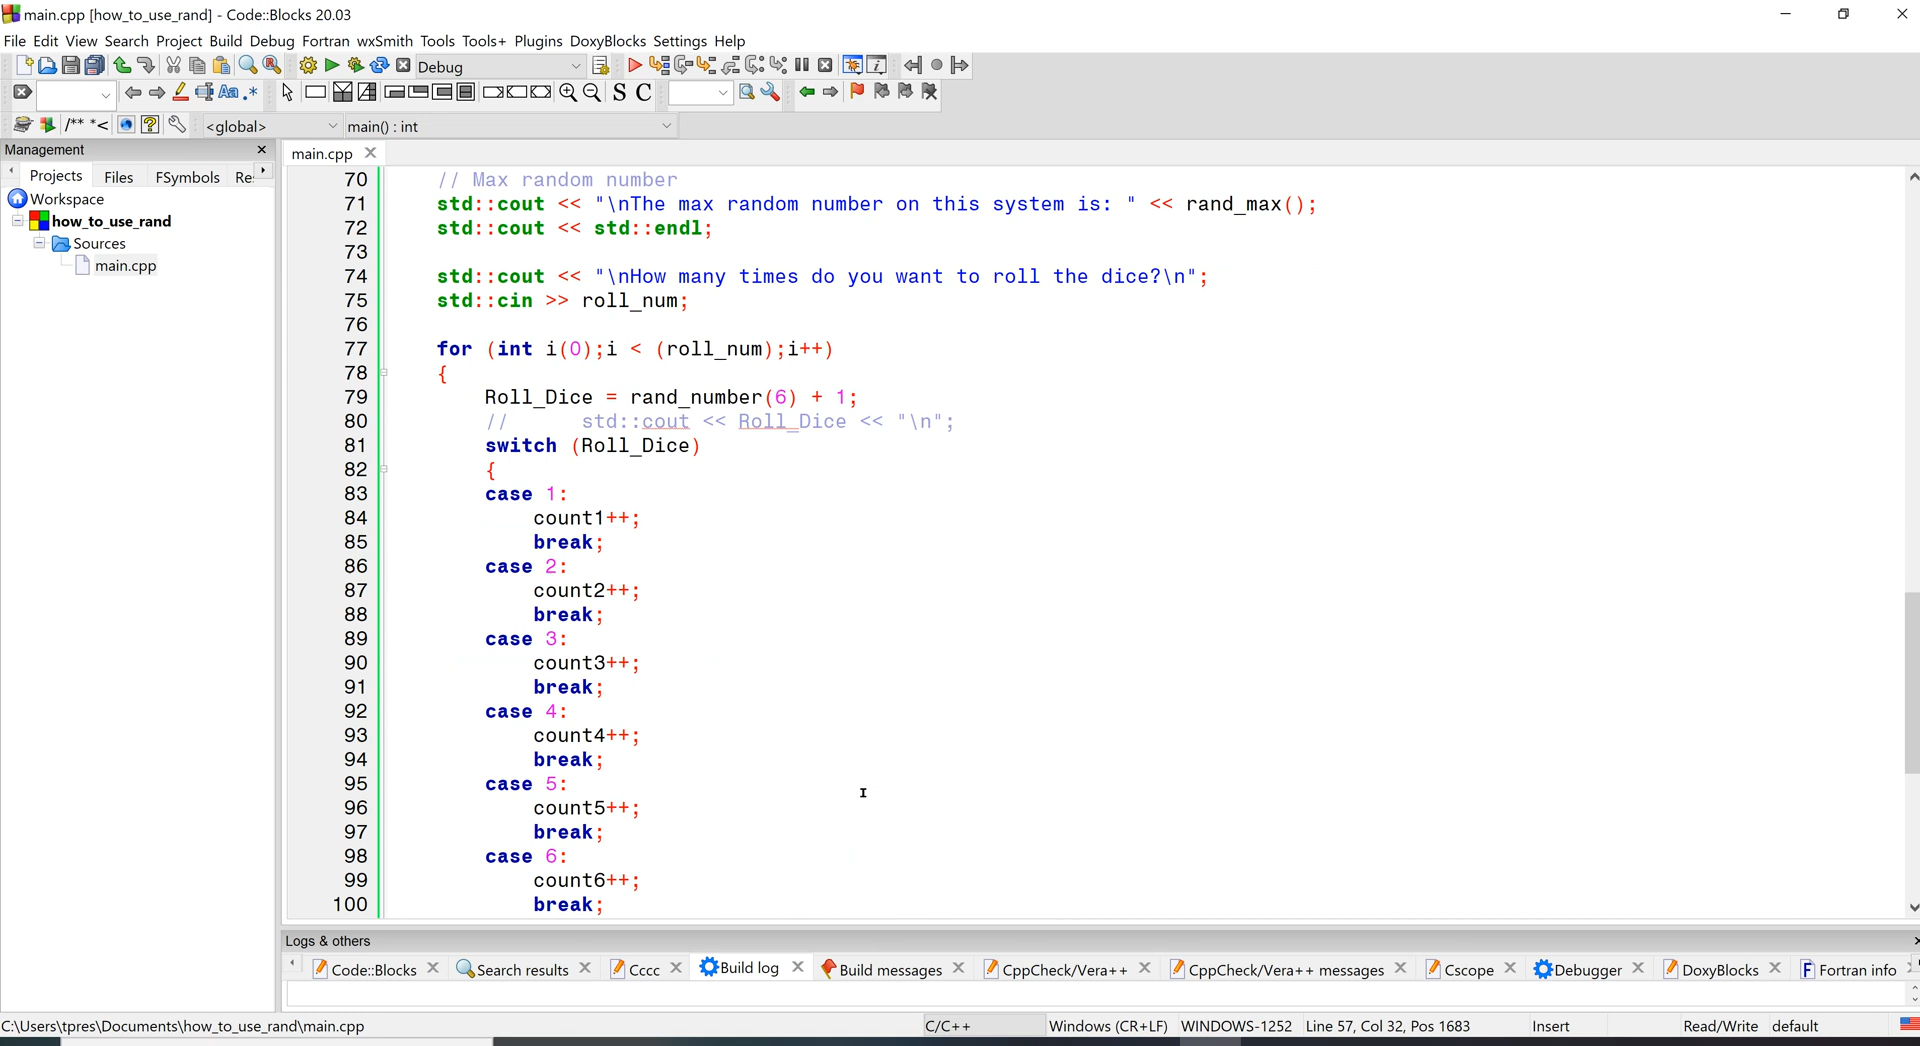 main.cpp [how_to_use_rand] - Code::Blocks 20.03
File Edit View Search Project Build Debug Fortran wxSmith Tools Tools+ Plugins DoxyBlocks Settings Help
Debug
Aa .* S C
/** *< <global> main() : int
Management
main.cpp
Projects Files FSymbols Re
Workspace
how_to_use_rand
Sources
main.cpp
70 // Max random number
71 std::cout << "\nThe max random number on this system is: " << rand_max();
72 std::cout << std::endl;
73
74 std::cout << "\nHow many times do you want to roll the dice?\n";
75 std::cin >> roll_num;
76
77 for (int i(0);i < (roll_num);i++)
78 {
79 Roll_Dice = rand_number(6) + 1;
80 // std::cout << Roll_Dice << "\n";
81 switch (Roll_Dice)
82 {
83 case 1:
84 count1++;
85 break;
86 case 2:
87 count2++;
88 break;
89 case 3:
90 count3++;
91 break;
92 case 4:
93 count4++;
94 break;
95 case 5:
96 count5++;
97 break;
98 case 6:
99 count6++;
100 break;
Logs & others
Code::Blocks Search results Cccc Build log Build messages CppCheck/Vera++ CppCheck/Vera++ messages Cscope Debugger DoxyBlocks Fortran info
C:\Users\tpres\Documents\how_to_use_rand\main.cpp C/C++ Windows (CR+LF) WINDOWS-1252 Line 57, Col 32, Pos 1683 Insert Read/Write default